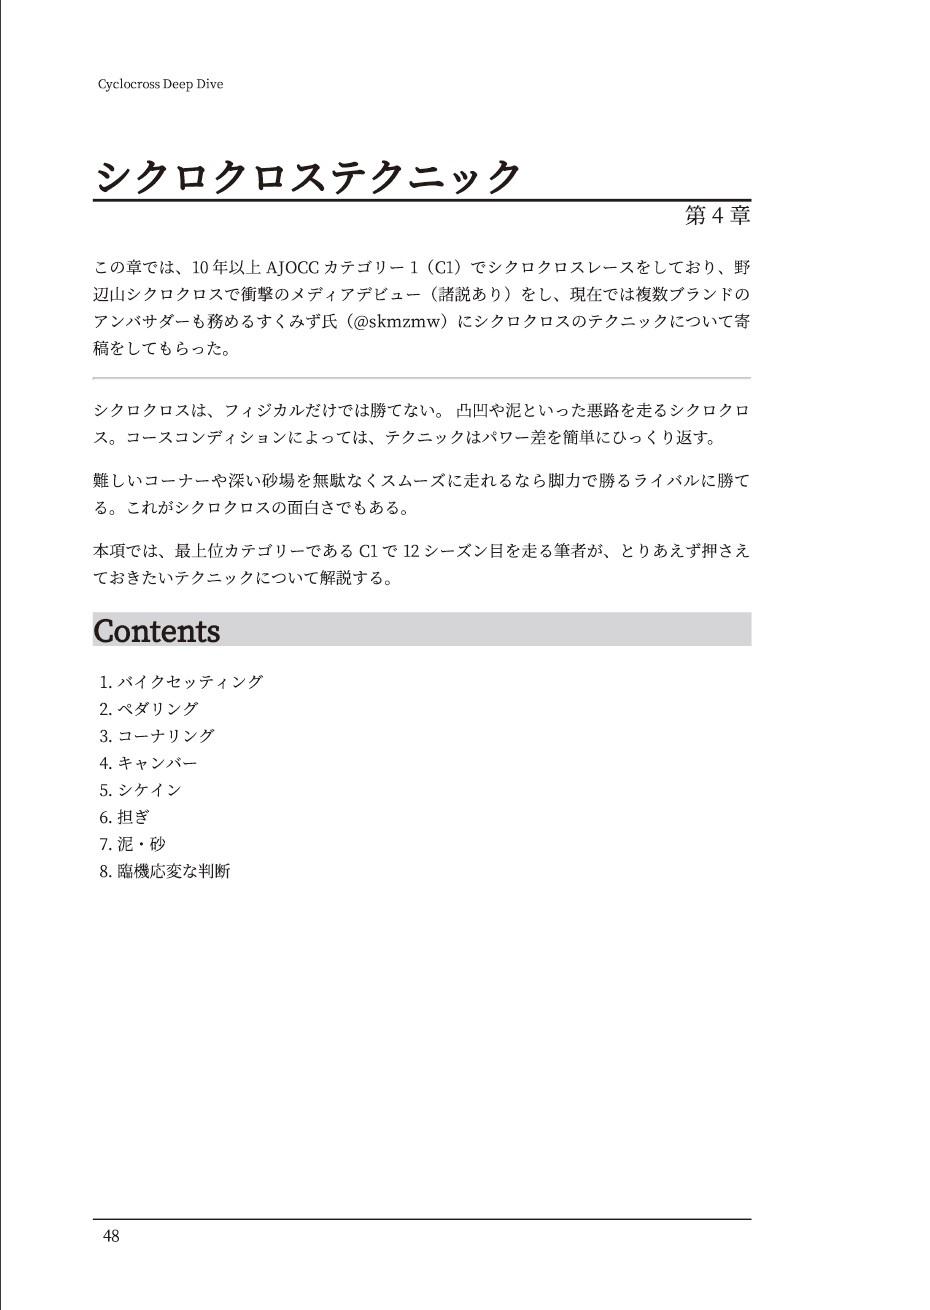 Cyclocross Deep Dive
シクロクロステクニック
第 4 章
この章では、10 年以上 AJOCC カテゴリー 1（C1）でシクロクロスレースをしており、野
辺山シクロクロスで衝撃のメディアデビュー（諸説あり）をし、現在では複数ブランドの
アンバサダーも務めるすくみず氏（@skmzmw）にシクロクロスのテクニックについて寄
稿をしてもらった。
シクロクロスは、フィジカルだけでは勝てない。 凸凹や泥といった悪路を走るシクロクロ
ス。コースコンディションによっては、テクニックはパワー差を簡単にひっくり返す。
難しいコーナーや深い砂場を無駄なくスムーズに走れるなら脚力で勝るライバルに勝て
る。これがシクロクロスの面白さでもある。
本項では、最上位カテゴリーである C1 で 12 シーズン目を走る筆者が、とりあえず押さえ
ておきたいテクニックについて解説する。
Contents
1. バイクセッティング
2. ペダリング
3. コーナリング
4. キャンバー
5. シケイン
6. 担ぎ
7. 泥・砂
8. 臨機応変な判断
48